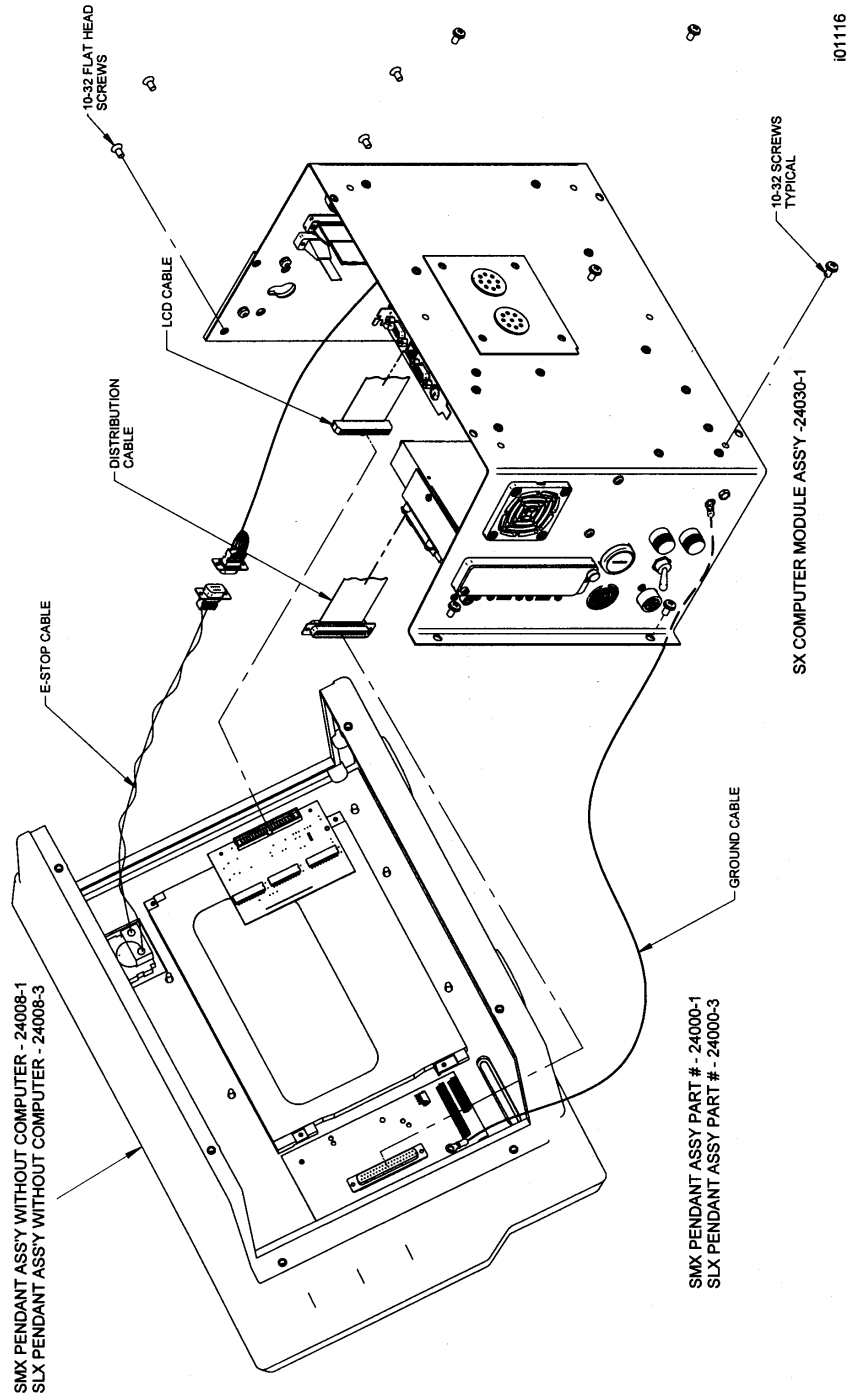 SMX PENDANT ASS'Y WITHOUT COMPUTER - 24008-1
SLX PENDANT ASS'Y WITHOUT COMPUTER - 24008-3
E-STOP CABLE
DISTRIBUTION
CABLE
LCD CABLE
10-32 FLAT HEAD
SCREWS
GROUND CABLE
SMX PENDANT ASSY PART # - 24000-1
SLX PENDANT ASSY PART # - 24000-3
SX COMPUTER MODULE ASS'Y -24030-1
10-32 SCREWS
TYPICAL
i01116